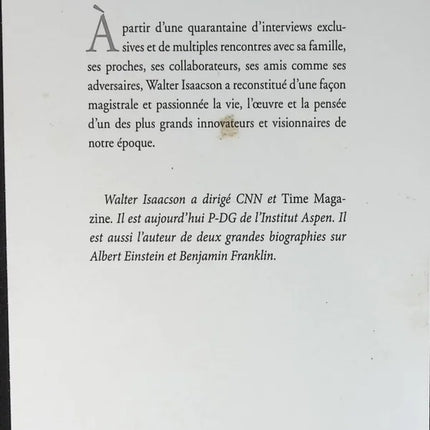 À partir d'une quarantaine d'interviews exclu-
sives et de multiples rencontres avec sa famille,
ses proches, ses collaborateurs, ses amis comme ses
adversaires, Walter Isaacson a reconstitué d'une façon
magistrale et passionnée la vie, l'œuvre et la pensée
d'un des plus grands innovateurs et visionnaires de
notre époque.
Walter Isaacson a dirigé CNN et Time Maga-
zine. Il est aujourd'hui P-DG de l'Institut Aspen. Il
est aussi l'auteur de deux grandes biographies sur
Albert Einstein et Benjamin Franklin.